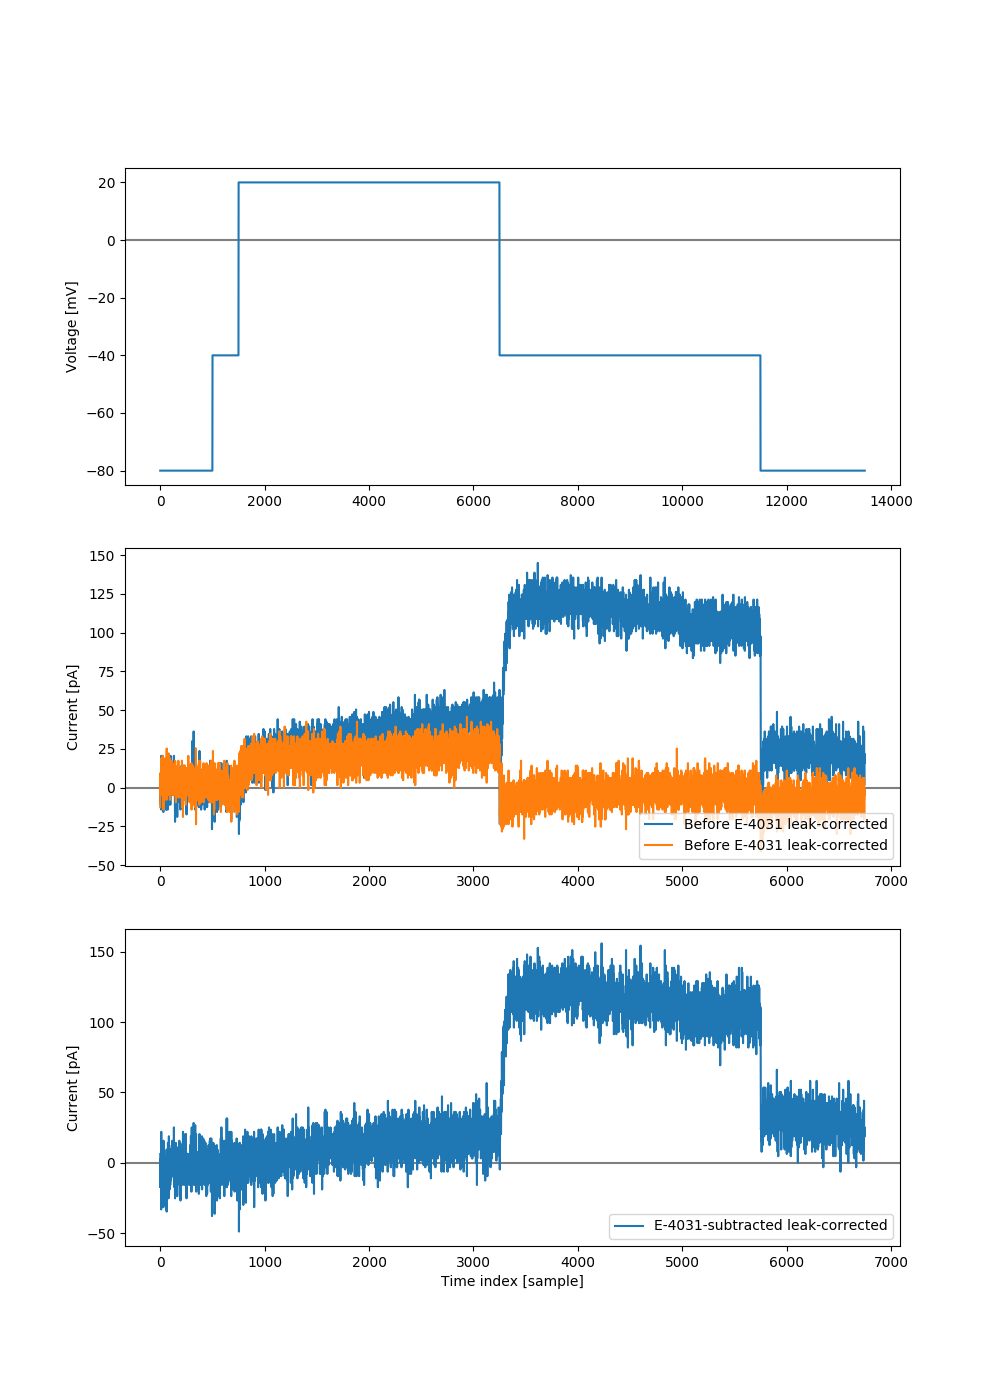 20
0
−20
−40
−60
−80
Voltage [mV]
0 2000 4000 6000 8000 10000 12000 14000
150
125
100
75
50
25
0
−25
−50
Current [pA]
Before E-4031 leak-corrected
Before E-4031 leak-corrected
0 1000 2000 3000 4000 5000 6000 7000
150
100
50
0
−50
Current [pA]
E-4031-subtracted leak-corrected
0 1000 2000 3000 4000 5000 6000 7000
Time index [sample]